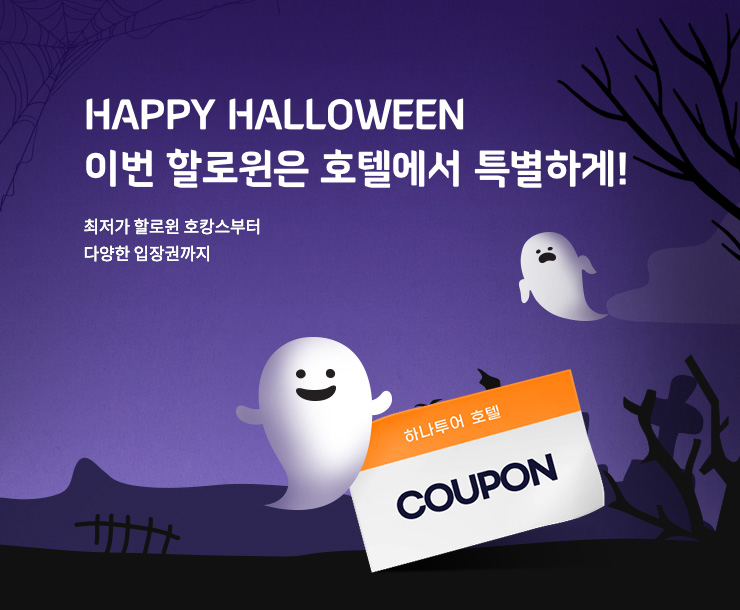 HAPPY HALLOWEEN
이번 할로윈은 호텔에서 특별하게!
최저가 할로윈 호캉스부터
다양한 입장권까지
하나투어 호텔
COUPON